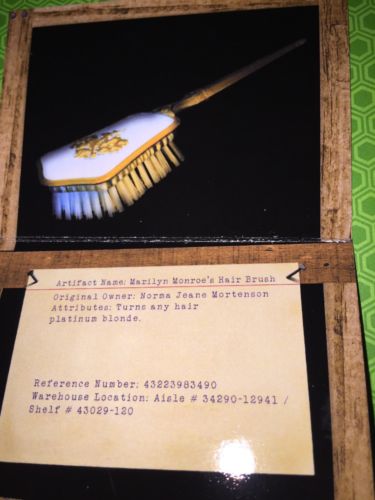 Artifact Name: Marilyn Monroe's Hair Brush
Original Owner: Norma Jeane Mortenson
Attributes: Turns any hair
platinum blonde.
Reference Number: 43223983490
Warehouse Location: Aisle # 34290-12941 /
Shelf # 43029-120